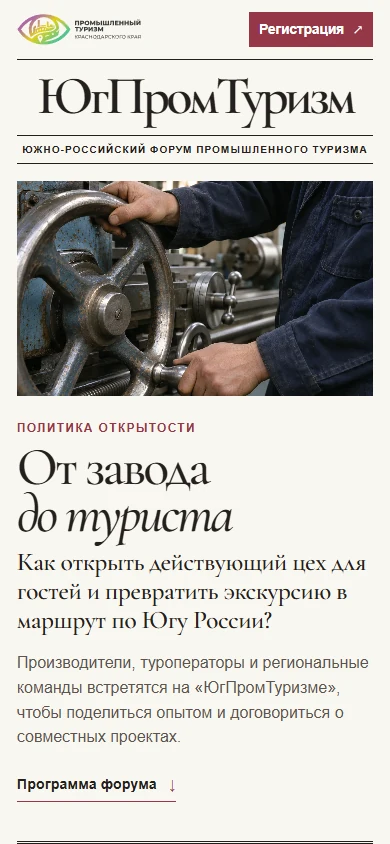 ПРОМЫШЛЕННЫЙ
ТУРИЗМ
КРАСНОДАРСКОГО КРАЯ
Регистрация ↗
ЮгПромТуризм
ЮЖНО-РОССИЙСКИЙ ФОРУМ ПРОМЫШЛЕННОГО ТУРИЗМА
ПОЛИТИКА ОТКРЫТОСТИ
От завода
до туриста
Как открыть действующий цех для
гостей и превратить экскурсию в
маршрут по Югу России?
Производители, туроператоры и региональные
команды встретятся на «ЮгПромТуризме»,
чтобы поделиться опытом и договориться о
совместных проектах.
Программа форума ↓